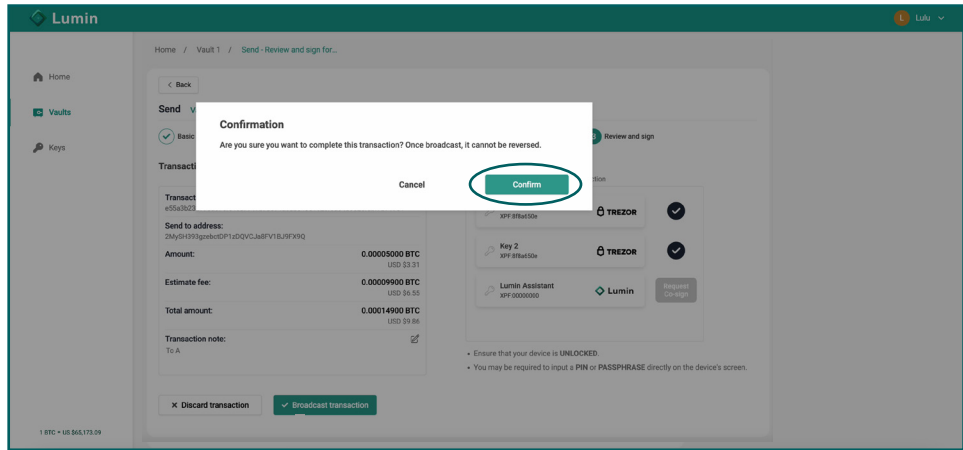 Lumin
L Lulu
Home / Vault 1 / Send - Review and sign for...
Home
Vaults
Keys
< Back
Send
Basic
Review and sign
Confirmation
Are you sure you want to complete this transaction? Once broadcast, it cannot be reversed.
Cancel
Confirm
Transacti
Transact
e55a3b23
Send to address:
2MySH393gzebctDP1zDQVCJa8FV1BJ9FX9Q
Amount:
0.00005000 BTC
USD $3.31
Estimate fee:
0.00009900 BTC
USD $6.55
Total amount:
0.00014900 BTC
USD $9.86
Transaction note:
To A
XPF:8f8a650e
TREZOR
Key 2
XPF:8f8a650e
TREZOR
Lumin Assistant
XPF:00000000
Lumin
Request
Co-sign
• Ensure that your device is UNLOCKED.
• You may be required to input a PIN or PASSPHRASE directly on the device's screen.
Discard transaction
Broadcast transaction
1 BTC = US $65,173.09